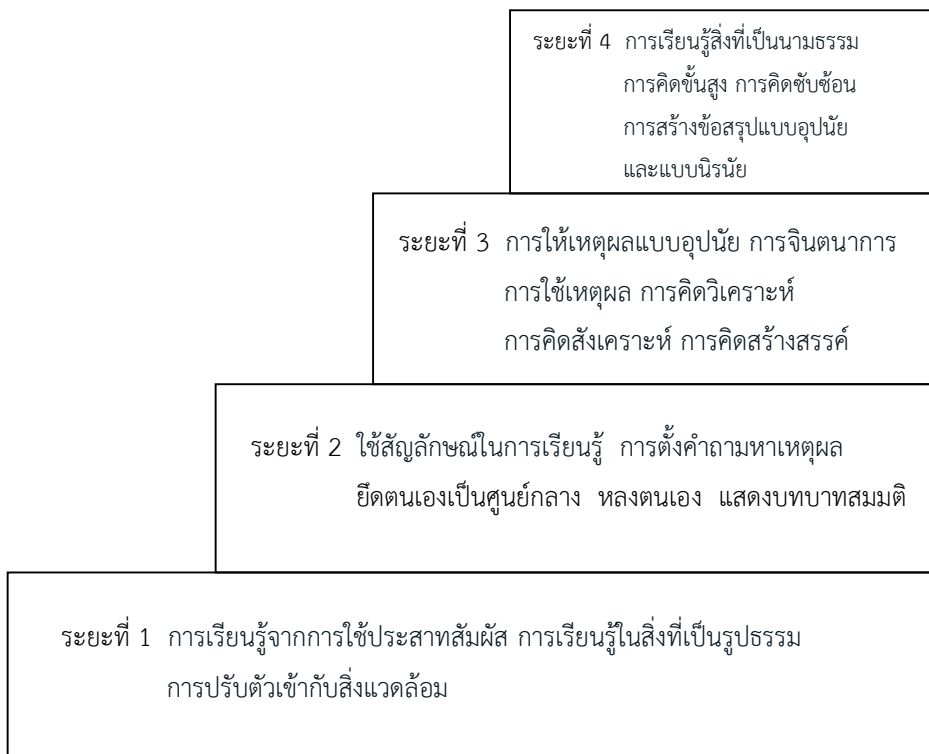 ระยะที่ 4 การเรียนรู้สิ่งที่เป็นนามธรรม
การคิดขั้นสูง การคิดซับซ้อน
การสร้างข้อสรุปแบบอุปนัย
และแบบนิรนัย
ระยะที่ 3 การให้เหตุผลแบบอุปนัย การจินตนาการ
การใช้เหตุผล การคิดวิเคราะห์
การคิดสังเคราะห์ การคิดสร้างสรรค์
ระยะที่ 2 ใช้สัญลักษณ์ในการเรียนรู้ การตั้งคำถามหาเหตุผล
ยึดตนเองเป็นศูนย์กลาง หลงตนเอง แสดงบทบาทสมมติ
ระยะที่ 1 การเรียนรู้จากการใช้ประสาทสัมผัส การเรียนรู้ในสิ่งที่เป็นรูปธรรม
การปรับตัวเข้ากับสิ่งแวดล้อม